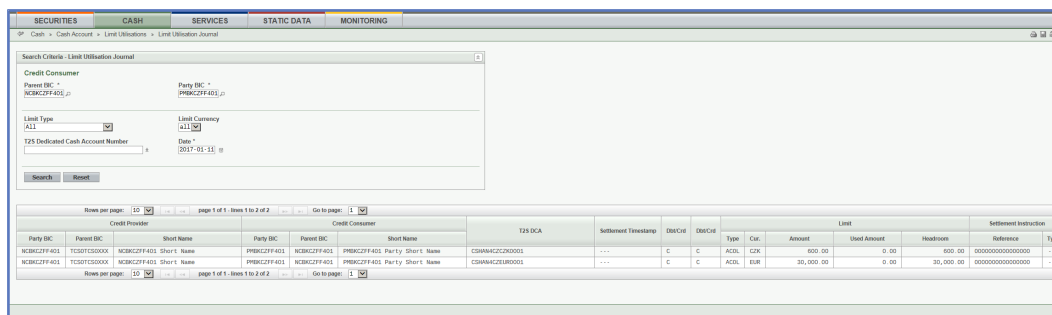 SECURITIES CASH SERVICES STATIC DATA MONITORING
Cash » Cash Account » Limit Utilisations » Limit Utilisation Journal
Search Criteria - Limit Utilisation Journal
Credit Consumer
Parent BIC * Party BIC *
NCBKCZFF401 PMBKCZFF401
Limit Type Limit Currency
All all
T2S Dedicated Cash Account Number Date *
2017-01-11
Search Reset
Rows per page: 10 page 1 of 1 - lines 1 to 2 of 2 Go to page: 1
Credit Provider Credit Consumer T2S DCA Settlement Timestamp Dbt/Crd Dbt/Crd Limit Settlement Instruction
Party BIC Parent BIC Short Name Party BIC Parent BIC Short Name Type Cur. Amount Used Amount Headroom Reference Ty
NCBKCZFF401 TCSOTCSOXXX NCBKCZFF401 Short Name PMBKCZFF401 NCBKCZFF401 PMBKCZFF401 Party Short Name CSHAN4CZCZK0001 --- C C ACOL CZK 600.00 0.00 600.00 0000000000000000 --
NCBKCZFF401 TCSOTCSOXXX NCBKCZFF401 Short Name PMBKCZFF401 NCBKCZFF401 PMBKCZFF401 Party Short Name CSHAN4CZEUR0001 --- C C ACOL EUR 30,000.00 0.00 30,000.00 0000000000000000 --
Rows per page: 10 page 1 of 1 - lines 1 to 2 of 2 Go to page: 1